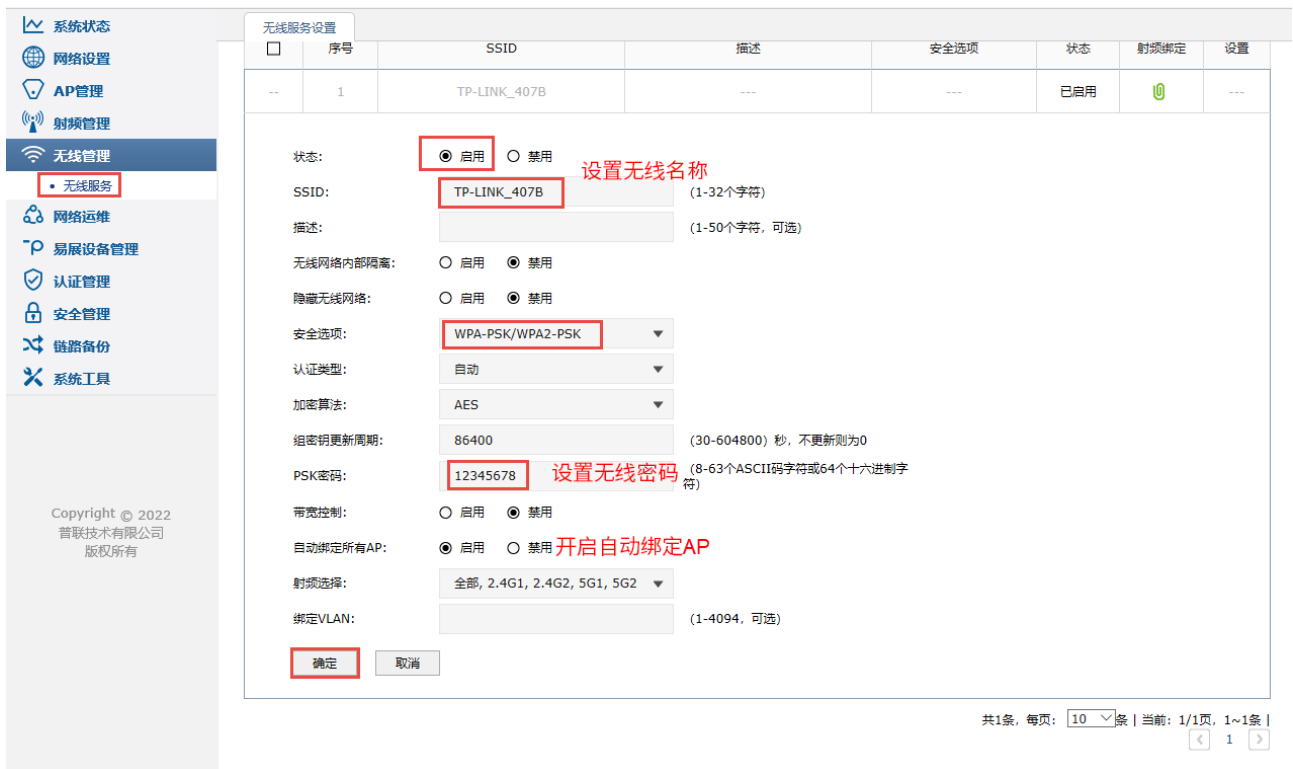 系统状态
网络设置
AP管理
射频管理
无线管理
• 无线服务
网络运维
易展设备管理
认证管理
安全管理
链路备份
系统工具
Copyright © 2022
普联技术有限公司
版权所有
无线服务设置
序号 SSID 描述 安全选项 状态 射频绑定 设置
-- 1 TP-LINK_407B --- --- 已启用 ---
状态: 启用 禁用
设置无线名称
SSID: TP-LINK_407B (1-32个字符)
描述: (1-50个字符, 可选)
无线网络内部隔离: 启用 禁用
隐藏无线网络: 启用 禁用
安全选项: WPA-PSK/WPA2-PSK
认证类型: 自动
加密算法: AES
组密钥更新周期: 86400 (30-604800) 秒, 不更新则为0
PSK密码: 12345678 设置无线密码 (8-63个ASCII码字符或64个十六进制字
符)
带宽控制: 启用 禁用
自动绑定所有AP: 启用 禁用 开启自动绑定AP
射频选择: 全部, 2.4G1, 2.4G2, 5G1, 5G2
绑定VLAN: (1-4094, 可选)
确定 取消
共1条, 每页: 10 条 | 当前: 1/1页, 1~1条 |
< 1 >